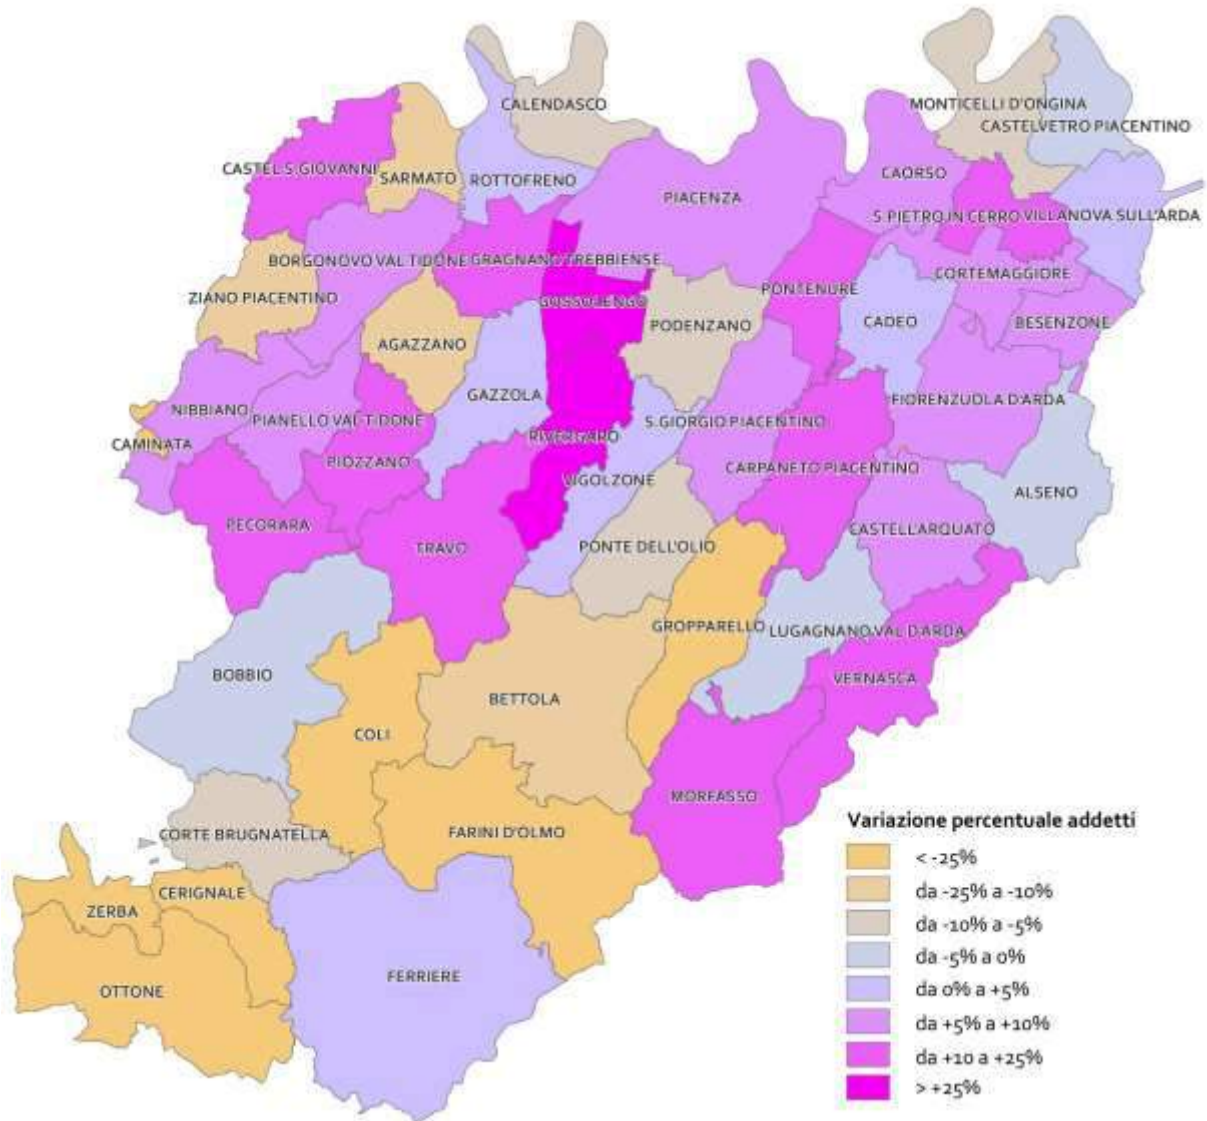 CALENDASCO
MONTICELLI D'ONGINA
CASTELVETRO PIACENTINO
CASTEL S.GIOVANNI
SARMATO
ROTTOFRENO
CAORSO
PIACENZA
S.PIETRO IN CERRO
VILLANOVA SULL'ARDA
BORGONOVO VAL TIDONE
GRAGNANO TREBBIENSE
CORTEMAGGIORE
ZIANO PIACENTINO
GOSSOLENGO
PONTENURE
PODENZANO
CADEO
BESENZONE
AGAZZANO
GAZZOLA
NIBBIANO
PIANELLO VAL TIDONE
S.GIORGIO PIACENTINO
FIORENZUOLA D'ARDA
CAMINATA
RIVERGARO
PIOZZANO
CARPANETO PIACENTINO
VIGOLZONE
ALSENO
PECORARA
CASTELL'ARQUATO
TRAVO
PONTE DELL'OLIO
GROPPARELLO
LUGAGNANO VAL D'ARDA
BOBBIO
VERNASCA
BETTOLA
COLI
MORFASSO
CORTE BRUGNATELLA
FARINI D'OLMO
CERIGNALE
ZERBA
FERRIERE
OTTONE
Variazione percentuale addetti
< -25%
da -25% a -10%
da -10% a -5%
da -5% a 0%
da 0% a +5%
da +5% a +10%
da +10 a +25%
> +25%